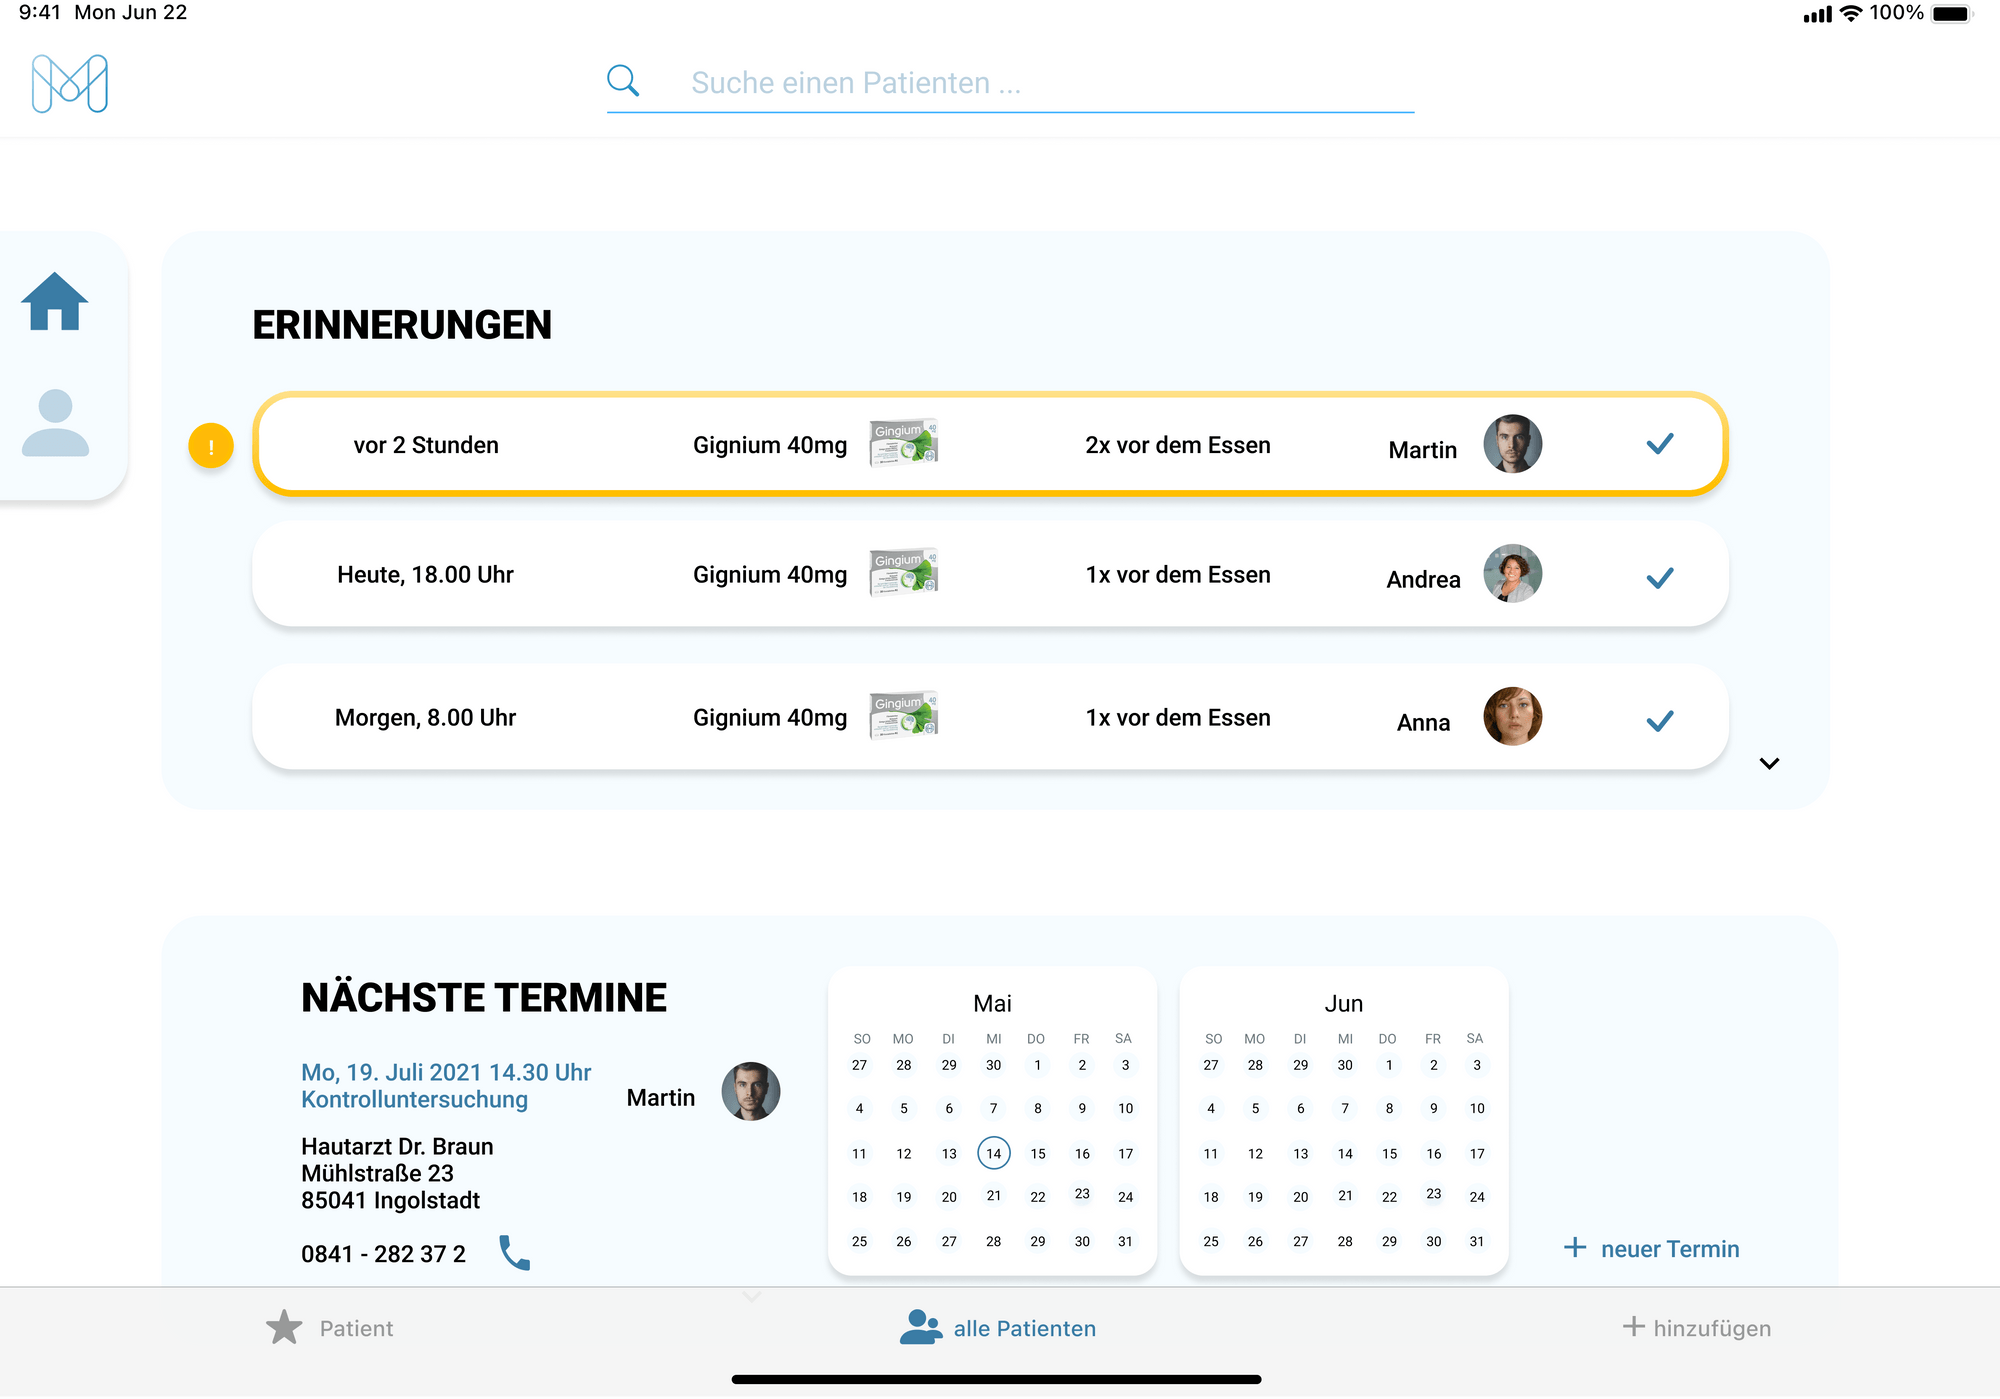 9:41 Mon Jun 22
100%
Suche einen Patienten ...
ERINNERUNGEN
!
vor 2 Stunden Gignium 40mg Gingium 40 2x vor dem Essen Martin
Heute, 18.00 Uhr Gignium 40mg Gingium 40 1x vor dem Essen Andrea
Morgen, 8.00 Uhr Gignium 40mg Gingium 40 1x vor dem Essen Anna
NÄCHSTE TERMINE
Mo, 19. Juli 2021 14.30 Uhr
Kontrolluntersuchung
Martin
Hautarzt Dr. Braun
Mühlstraße 23
85041 Ingolstadt
0841 - 282 37 2
Mai
SO MO DI MI DO FR SA
27 28 29 30 1 2 3
4 5 6 7 8 9 10
11 12 13 14 15 16 17
18 19 20 21 22 23 24
25 26 27 28 29 30 31
Jun
SO MO DI MI DO FR SA
27 28 29 30 1 2 3
4 5 6 7 8 9 10
11 12 13 14 15 16 17
18 19 20 21 22 23 24
25 26 27 28 29 30 31
+ neuer Termin
Patient
alle Patienten
+ hinzufügen